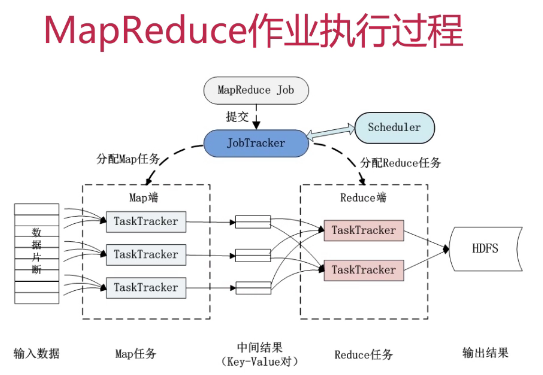 MapReduce作业执行过程
MapReduce Job
提交
Scheduler
JobTracker
分配Map任务
分配Reduce任务
Map端
Reduce端
数据片断
TaskTracker
TaskTracker
TaskTracker
TaskTracker
TaskTracker
HDFS
输入数据
Map任务
中间结果
(Key-Value对)
Reduce任务
输出结果